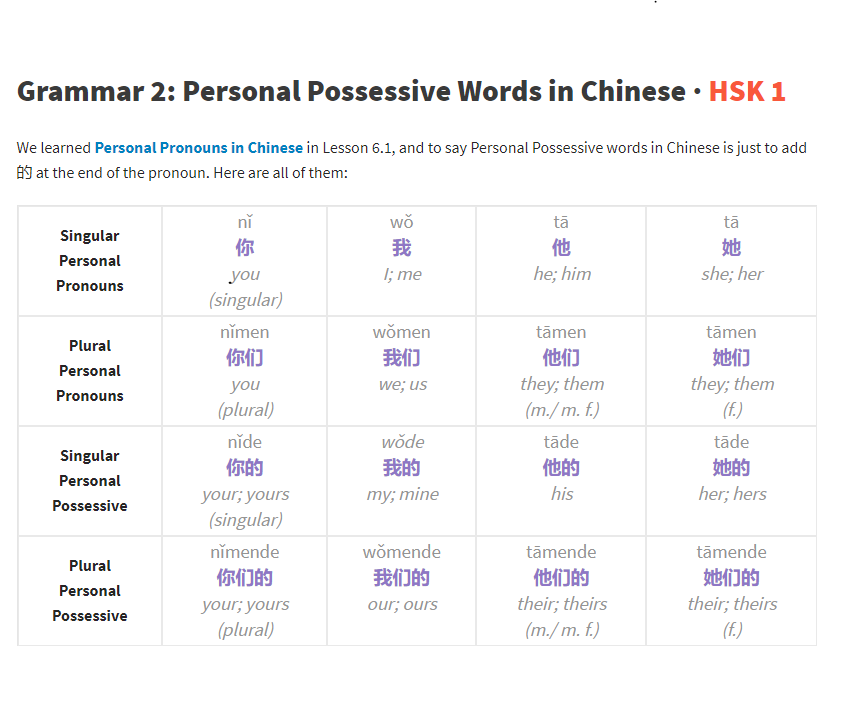 Grammar 2: Personal Possessive Words in Chinese · HSK 1
We learned Personal Pronouns in Chinese in Lesson 6.1, and to say Personal Possessive words in Chinese is just to add
的 at the end of the pronoun. Here are all of them:
Singular
Personal
Pronouns
nǐ
你
you
(singular)
wǒ
我
I; me
tā
他
he; him
tā
她
she; her
Plural
Personal
Pronouns
nǐmen
你们
you
(plural)
wǒmen
我们
we; us
tāmen
他们
they; them
(m./ m. f.)
tāmen
她们
they; them
(f.)
Singular
Personal
Possessive
nǐde
你的
your; yours
(singular)
wǒde
我的
my; mine
tāde
他的
his
tāde
她的
her; hers
Plural
Personal
Possessive
nǐmende
你们的
your; yours
(plural)
wǒmende
我们的
our; ours
tāmende
他们的
their; theirs
(m./ m. f.)
tāmende
她们的
their; theirs
(f.)